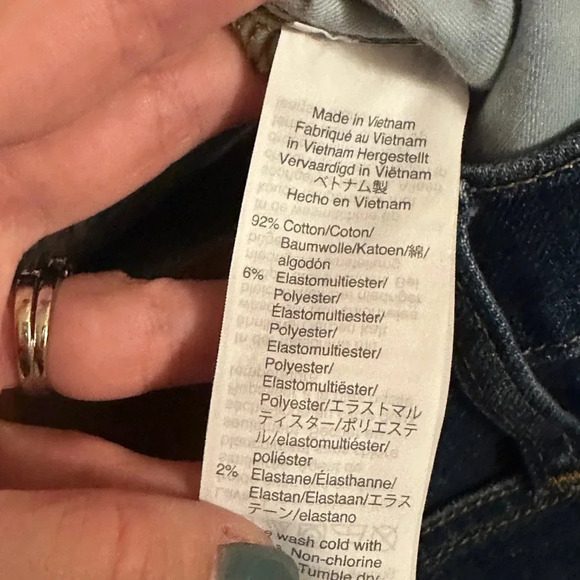 Made in Vietnam
Fabriqué au Vietnam
in Vietnam Hergestellt
Vervaardigd in Viëtnam
ベトナム製
Hecho en Vietnam
92% Cotton/Coton/
Baumwolle/Katoen/綿/
algodón
6% Elastomultiester/
Polyester/
Élastomultiester/
Polyester/
Elastomultiester/
Polyester/
Elastomultiëster/
Polyester/エラストマル
ティスター/ポリエステ
ル/elastomultiéster/
poliéster
2% Elastane/Élasthanne/
Elastan/Elastaan/エラス
テーン/elastano
wash cold with
Non-chlorine
Tumble dry